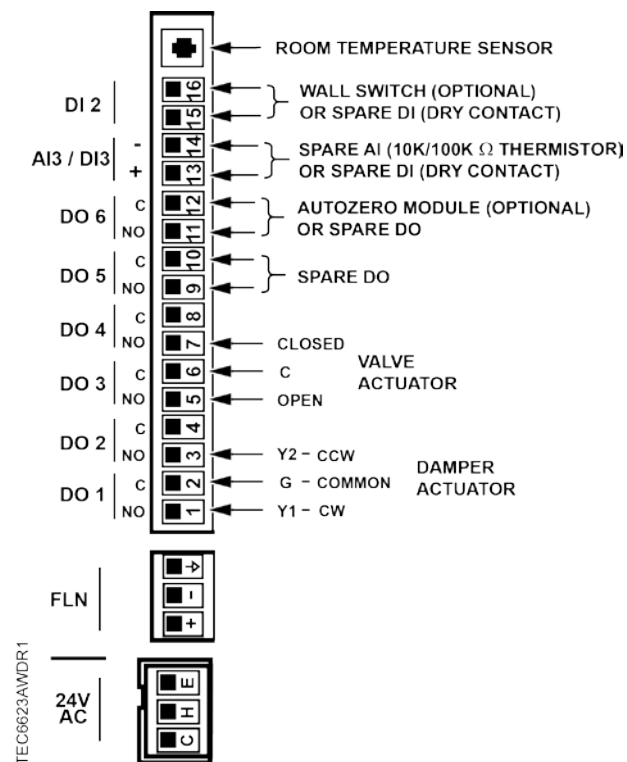 ROOM TEMPERATURE SENSOR
DI 2
16
15
WALL SWITCH (OPTIONAL)
OR SPARE DI (DRY CONTACT)
AI3 / DI3
-
+
14
13
SPARE AI (10K/100K Ω THERMISTOR)
OR SPARE DI (DRY CONTACT)
DO 6
C
NO
12
11
AUTOZERO MODULE (OPTIONAL)
OR SPARE DO
DO 5
C
NO
10
9
SPARE DO
DO 4
C
NO
8
7
CLOSED
DO 3
C
NO
6
5
C
OPEN
VALVE
ACTUATOR
DO 2
C
NO
4
3
Y2 - CCW
DO 1
C
NO
2
1
G - COMMON
Y1 - CW
DAMPER
ACTUATOR
FLN
-
+
24V
AC
E
H
C
TEC6623AWDR1